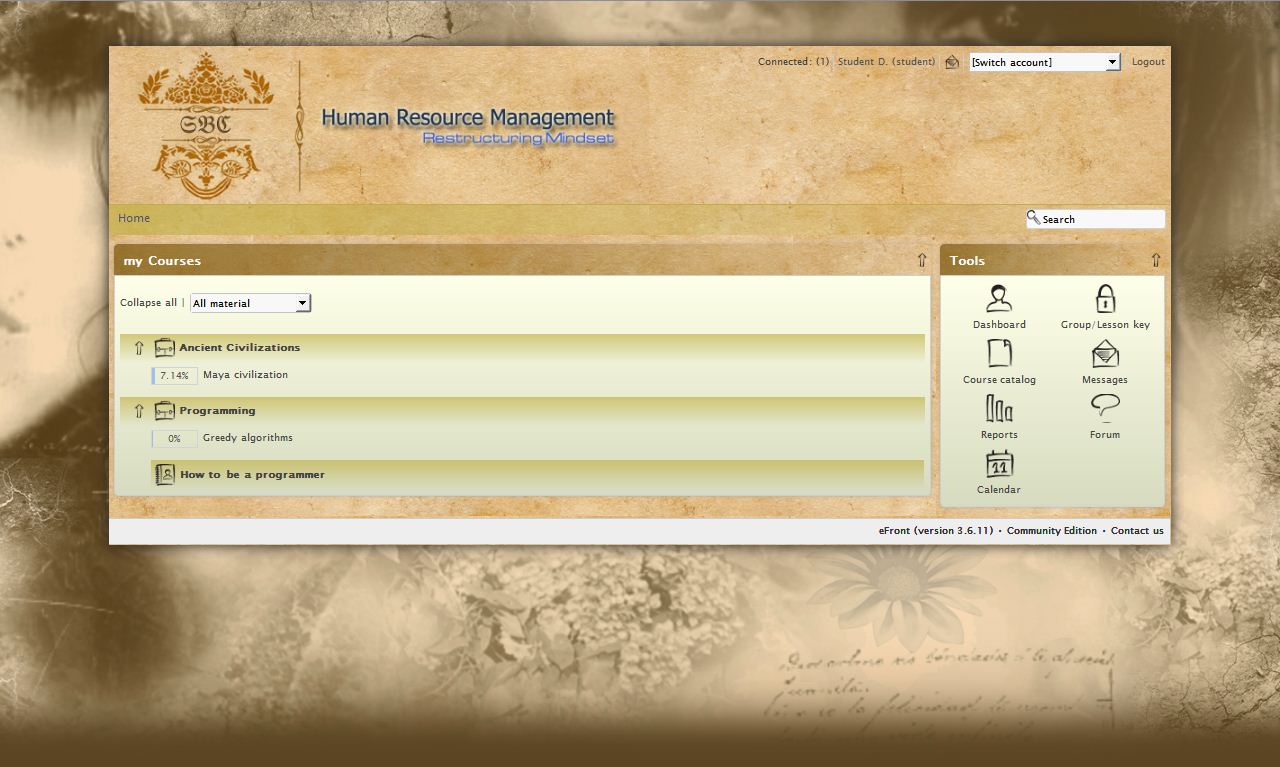 Connected: (1) Student D. (student) [Switch account] Logout
SBC
Human Resource Management
Restructuring Mindset
Home
Search
my Courses
Collapse all | All material
Ancient Civilizations
7.14% Maya civilization
Programming
0% Greedy algorithms
How to be a programmer
Tools
Dashboard
Group/Lesson key
Course catalog
Messages
Reports
Forum
11
Calendar
eFront (version 3.6.11) • Community Edition • Contact us